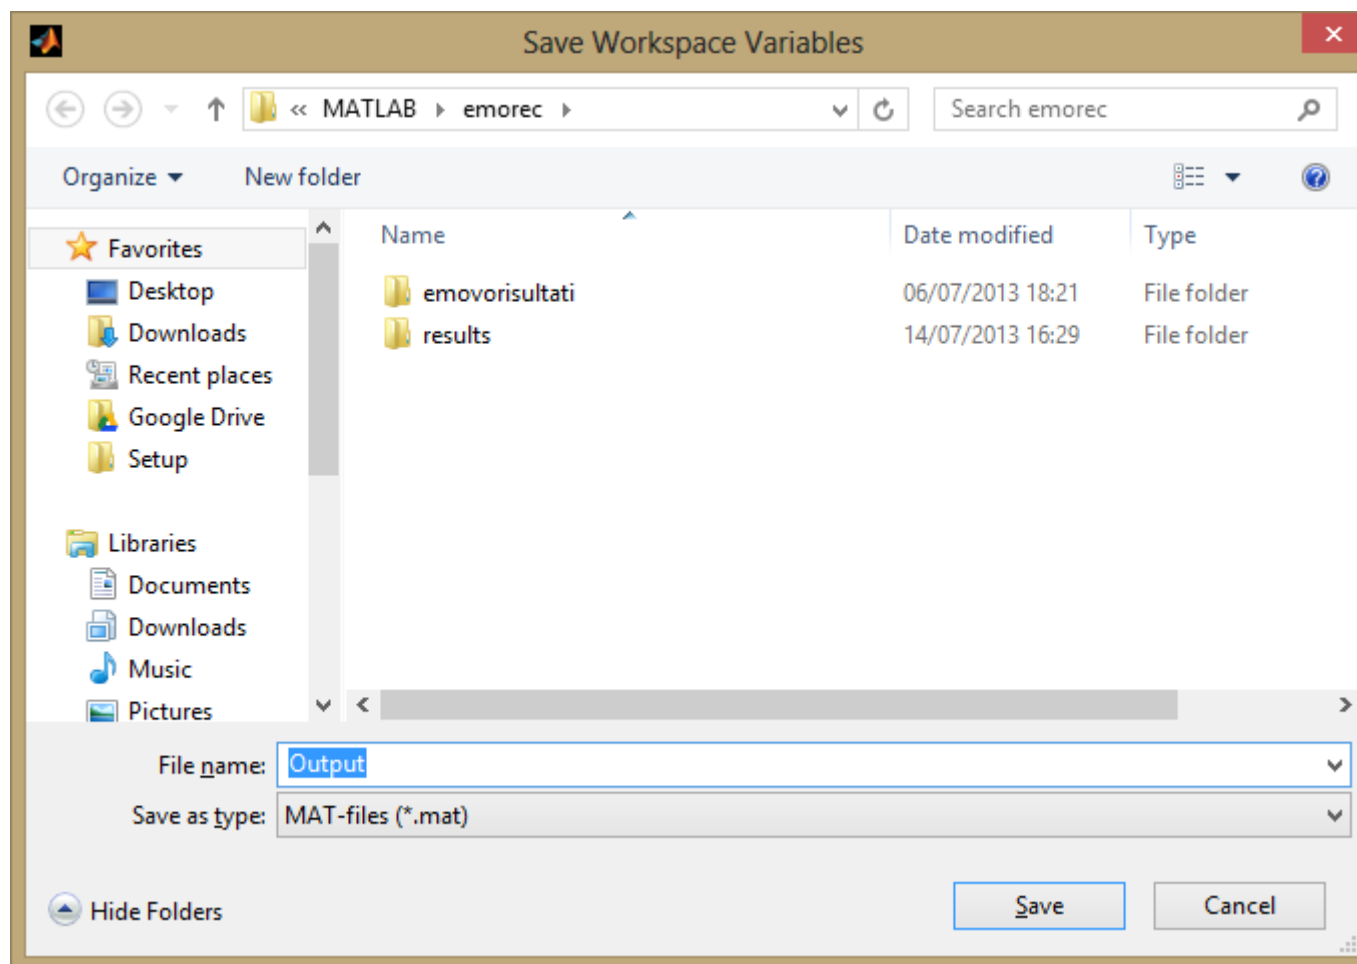 Save Workspace Variables
« MATLAB emorec
Search emorec
Organize New folder
Favorites
Desktop
Downloads
Recent places
Google Drive
Setup
Libraries
Documents
Downloads
Music
Pictures
Name Date modified Type
emovorisultati 06/07/2013 18:21 File folder
results 14/07/2013 16:29 File folder
File name: Output
Save as type: MAT-files (*.mat)
Hide Folders
Save Cancel